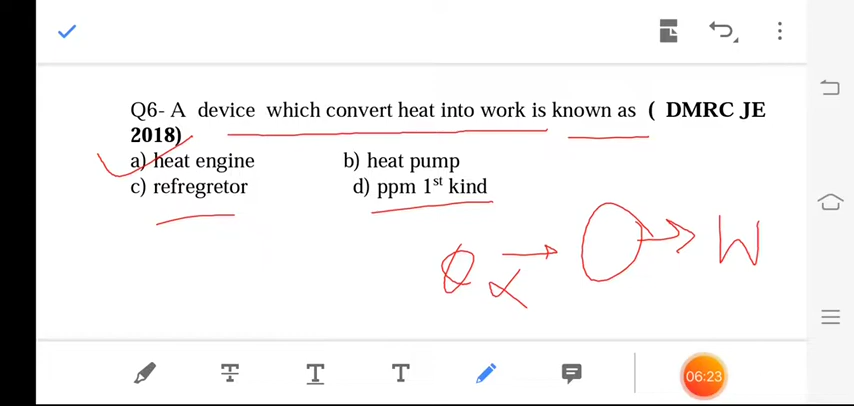 Q6- A device which convert heat into work is known as ( DMRC JE
2018)
a) heat engine b) heat pump
c) refregretor d) ppm 1st kind
Q → W
T T T
06:23